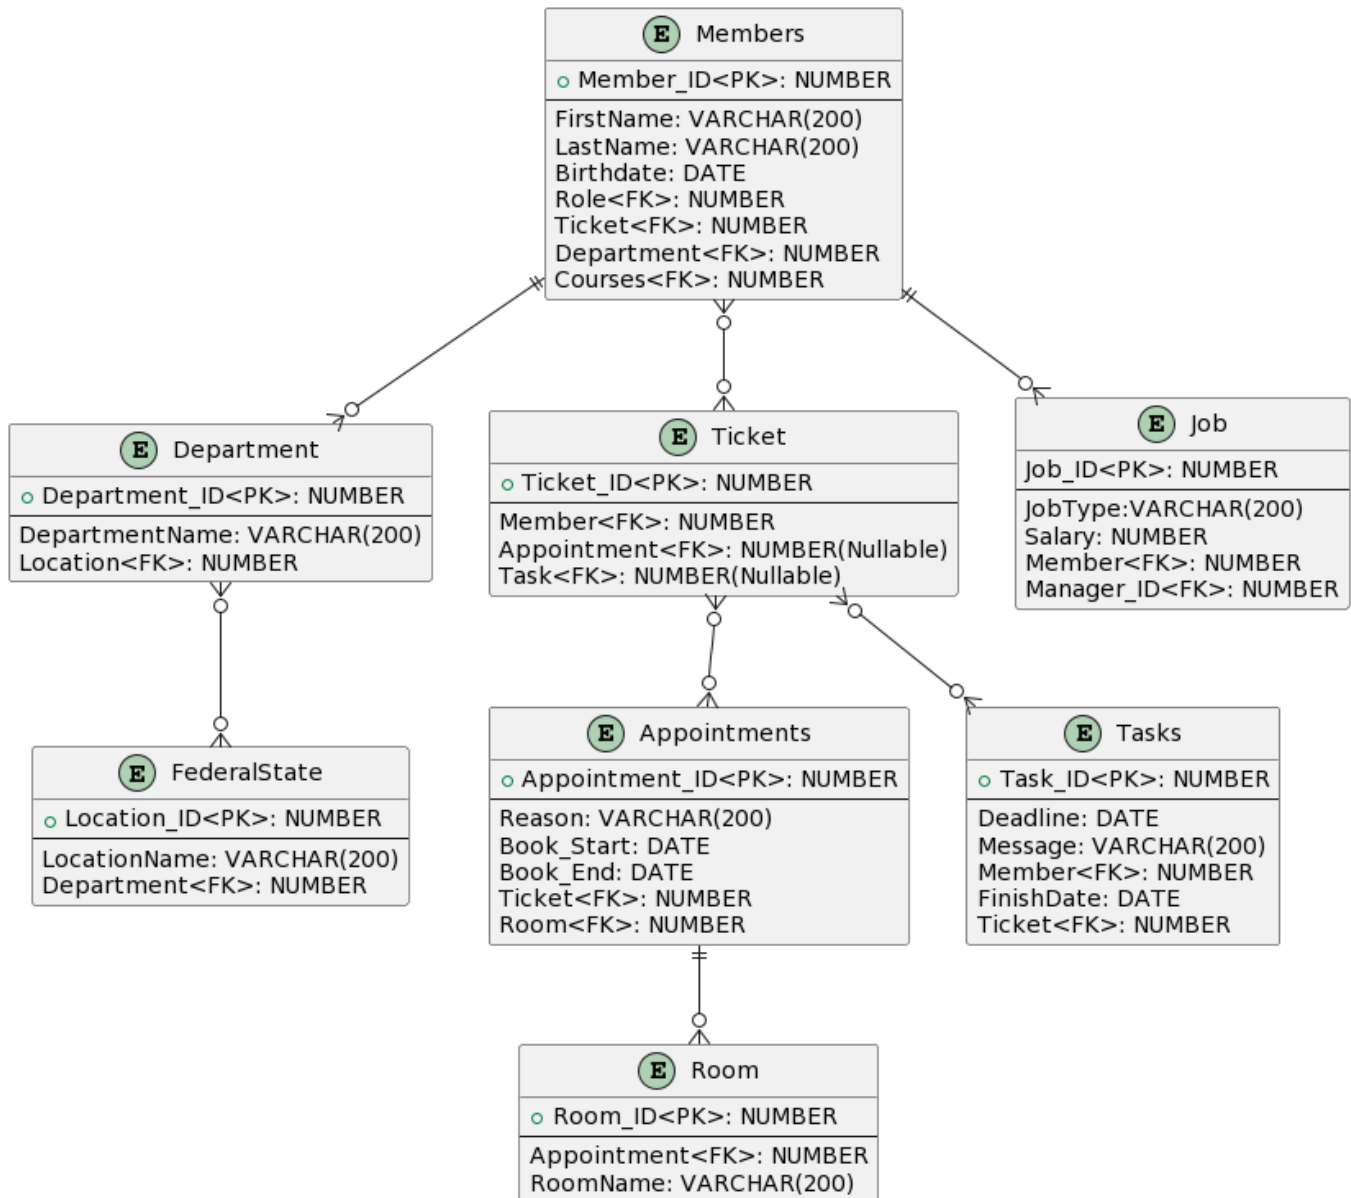 E Members
Member_ID<PK>: NUMBER
FirstName: VARCHAR(200)
LastName: VARCHAR(200)
Birthdate: DATE
Role<FK>: NUMBER
Ticket<FK>: NUMBER
Department<FK>: NUMBER
Courses<FK>: NUMBER
E Department
Department_ID<PK>: NUMBER
DepartmentName: VARCHAR(200)
Location<FK>: NUMBER
E Ticket
Ticket_ID<PK>: NUMBER
Member<FK>: NUMBER
Appointment<FK>: NUMBER(Nullable)
Task<FK>: NUMBER(Nullable)
E Job
Job_ID<PK>: NUMBER
JobType:VARCHAR(200)
Salary: NUMBER
Member<FK>: NUMBER
Manager_ID<FK>: NUMBER
E FederalState
Location_ID<PK>: NUMBER
LocationName: VARCHAR(200)
Department<FK>: NUMBER
E Appointments
Appointment_ID<PK>: NUMBER
Reason: VARCHAR(200)
Book_Start: DATE
Book_End: DATE
Ticket<FK>: NUMBER
Room<FK>: NUMBER
E Tasks
Task_ID<PK>: NUMBER
Deadline: DATE
Message: VARCHAR(200)
Member<FK>: NUMBER
FinishDate: DATE
Ticket<FK>: NUMBER
E Room
Room_ID<PK>: NUMBER
Appointment<FK>: NUMBER
RoomName: VARCHAR(200)